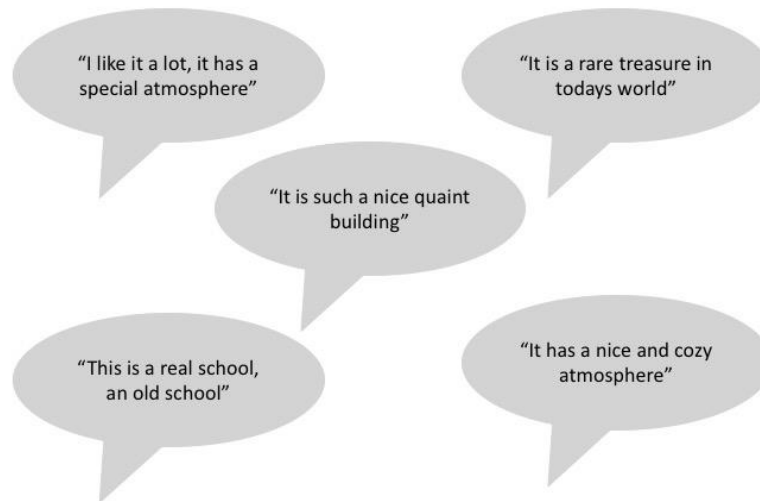 “I like it a lot, it has a
special atmosphere”
“It is a rare treasure in
todays world”
“It is such a nice quaint
building”
“This is a real school,
an old school”
“It has a nice and cozy
atmosphere”